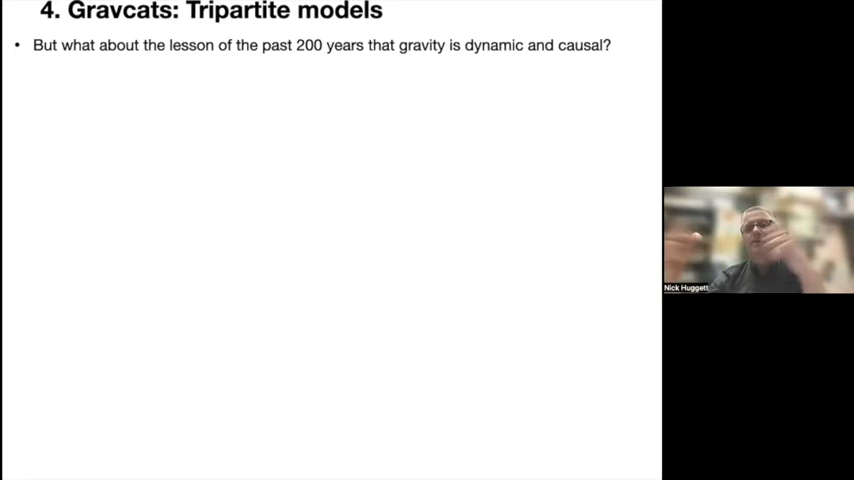 4. Gravcats: Tripartite models
• But what about the lesson of the past 200 years that gravity is dynamic and causal?
Nick Huggett